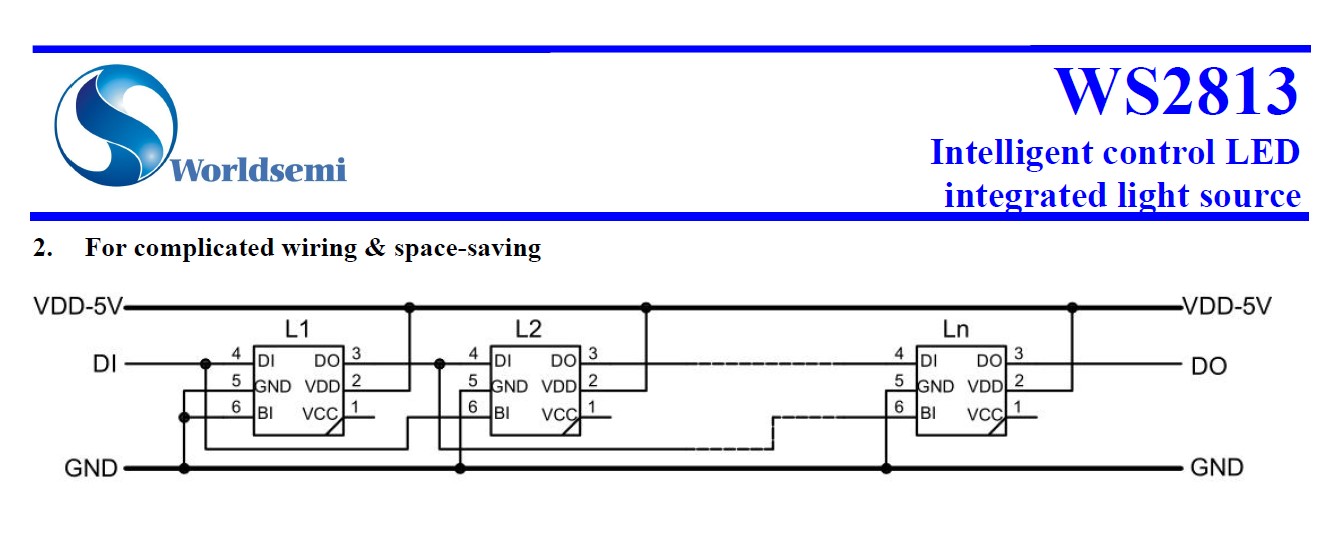 WS2813
Worldsemi
Intelligent control LED
integrated light source
2. For complicated wiring & space-saving
VDD-5V VDD-5V
L1 L2 Ln
DI 4 DI DO 3 4 DI DO 3 4 DI DO 3 DO
5 GND VDD 2 5 GND VDD 2 5 GND VDD 2
6 BI VCC 1 6 BI VCC 1 6 BI VCC 1
GND GND